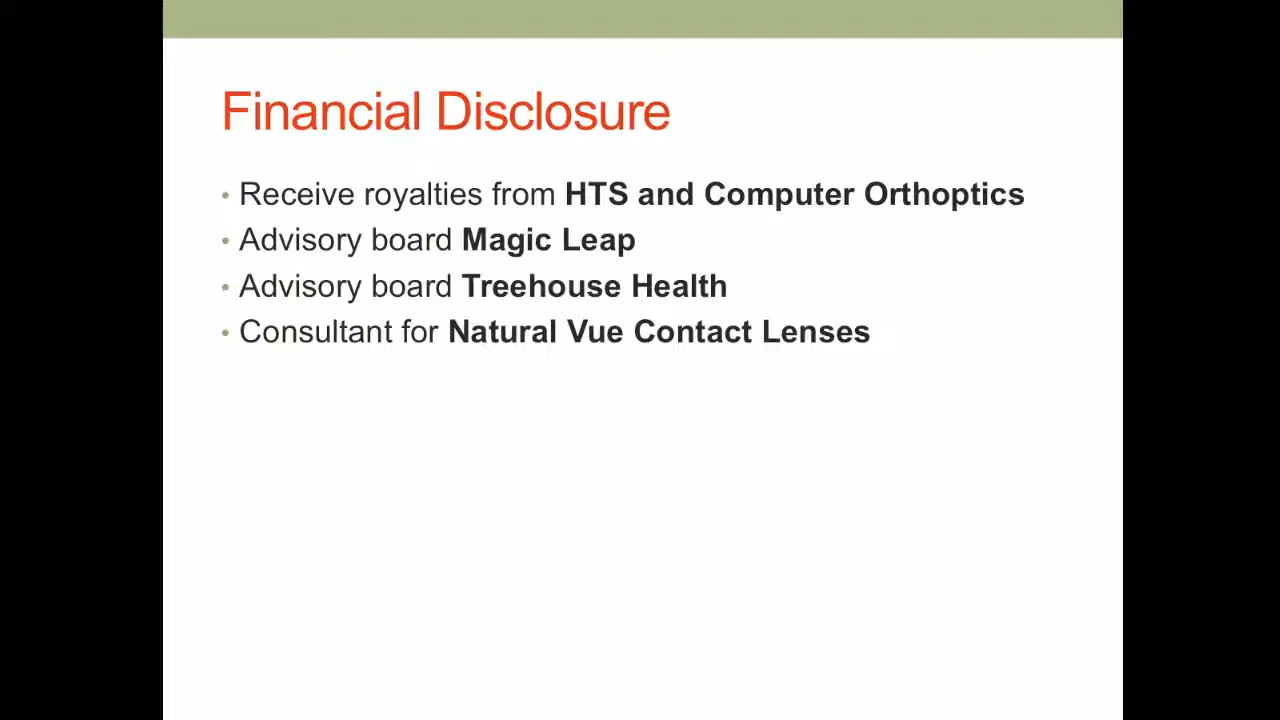 Financial Disclosure
• Receive royalties from HTS and Computer Orthoptics
• Advisory board Magic Leap
• Advisory board Treehouse Health
• Consultant for Natural Vue Contact Lenses